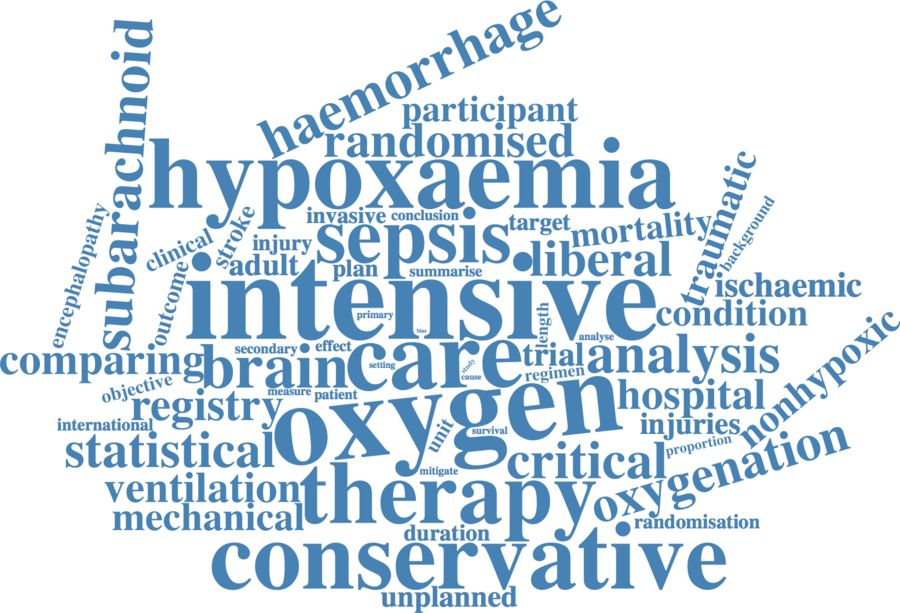 haemorrhage
subarachnoid
participant
randomised
hypoxaemia
traumatic
background
encephalopathy
clinical
stroke
invasive
conclusion
target
mortality
sepsis
injury
liberal
outcome
adult
plan
summarise
intensive
ischaemic
primary
bias
length
condition
analyse
nonhypoxic
comparing
secondary
effect
brain
setting
care
study
cause
trial
regimen
analysis
objective
measure
patient
registry
oxygen
hospital
international
unit
survival
injuries
proportion
statistical
mitigate
critical
oxygenation
ventilation
therapy
mechanical
duration
randomisation
conservative
unplanned